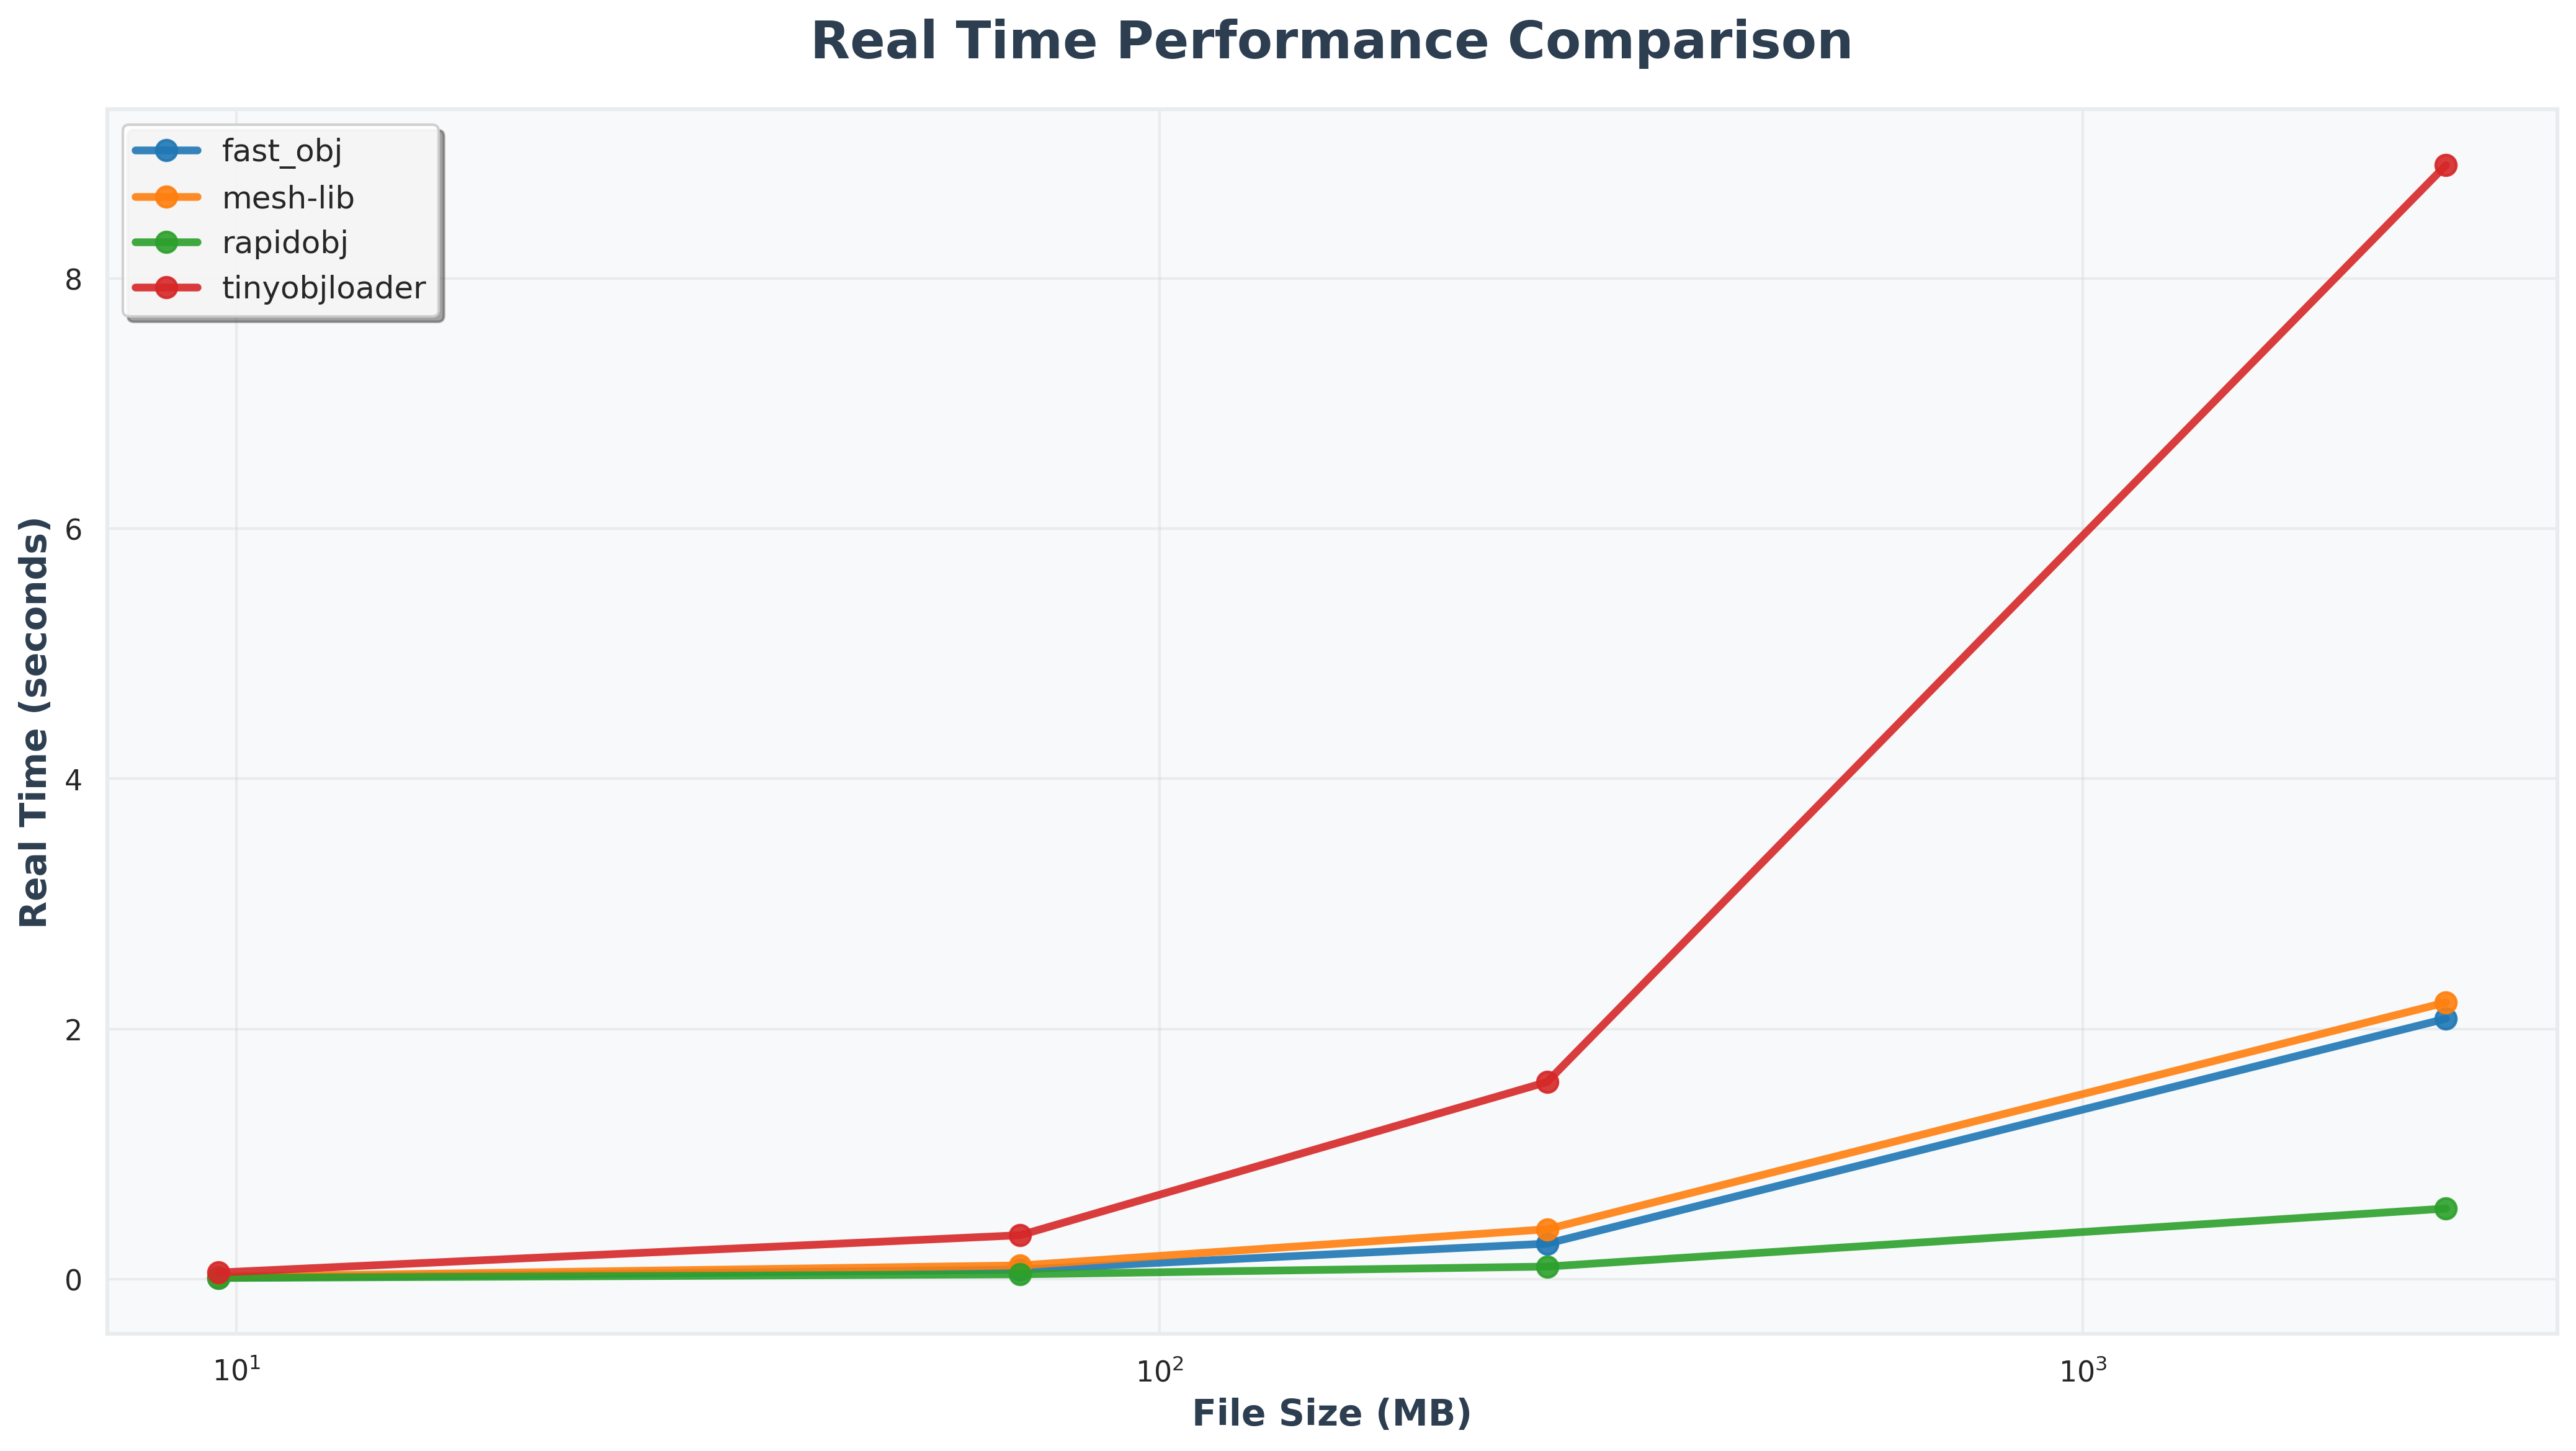 Real Time Performance Comparison
fast_obj
mesh-lib
rapidobj
tinyobjloader
8
6
4
2
0
Real Time (seconds)
10¹ 10² 10³
File Size (MB)